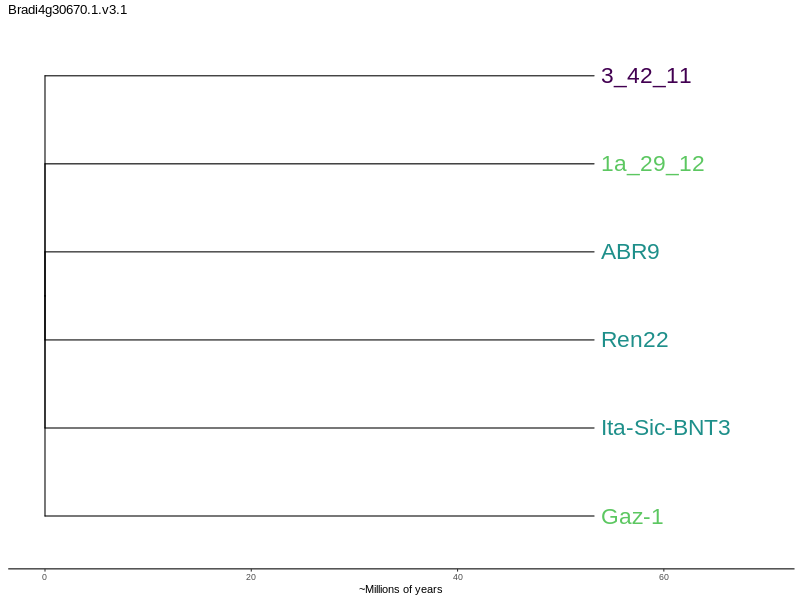 Bradi4g30670.1.v3.1
3_42_11
1a_29_12
ABR9
Ren22
Ita-Sic-BNT3
Gaz-1
0 20 40 60
~Millions of years